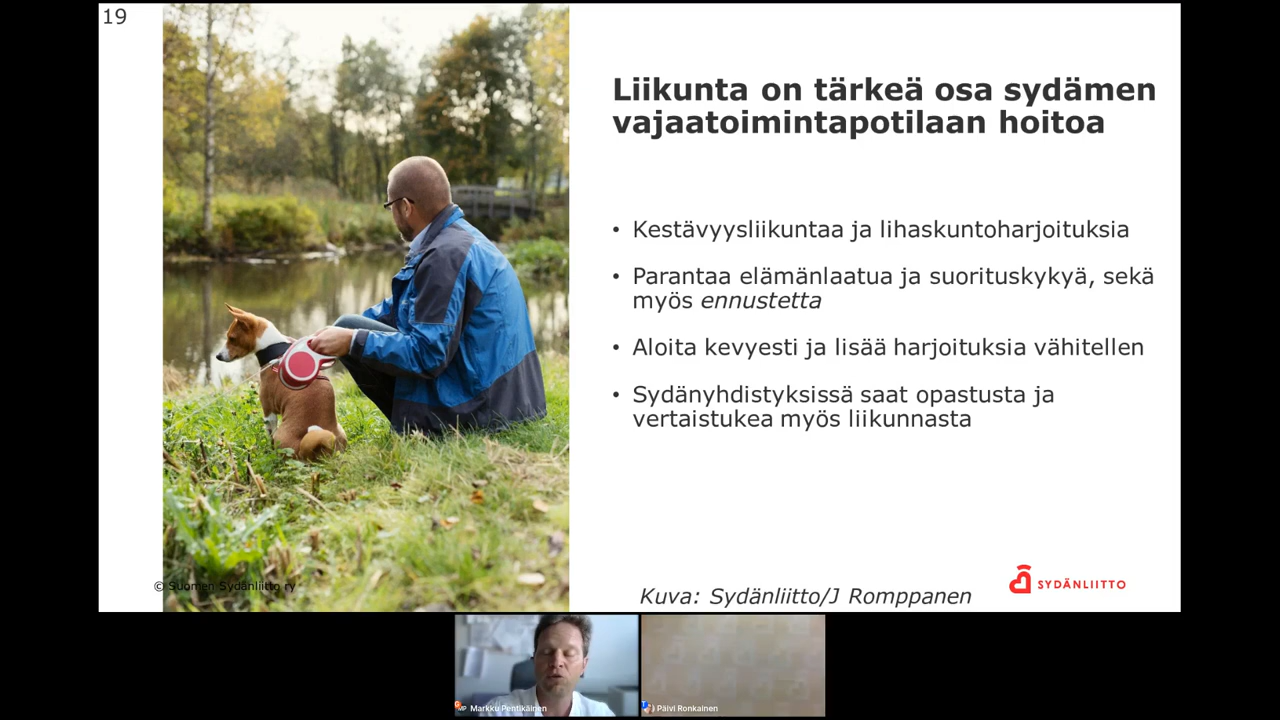 19
Liikunta on tärkeä osa sydämen
vajaatoimintapotilaan hoitoa
• Kestävyysliikuntaa ja lihaskuntoharjoituksia
• Parantaa elämänlaatua ja suorituskykyä, sekä
myös ennustetta
• Aloita kevyesti ja lisää harjoituksia vähitellen
• Sydänyhdistyksissä saat opastusta ja
vertaistukea myös liikunnasta
© Suomen Sydänliitto ry
Kuva: Sydänliitto/J Romppanen
SYDÄNLIITTO
MP Markku Pentikäinen
Päivi Ronkainen